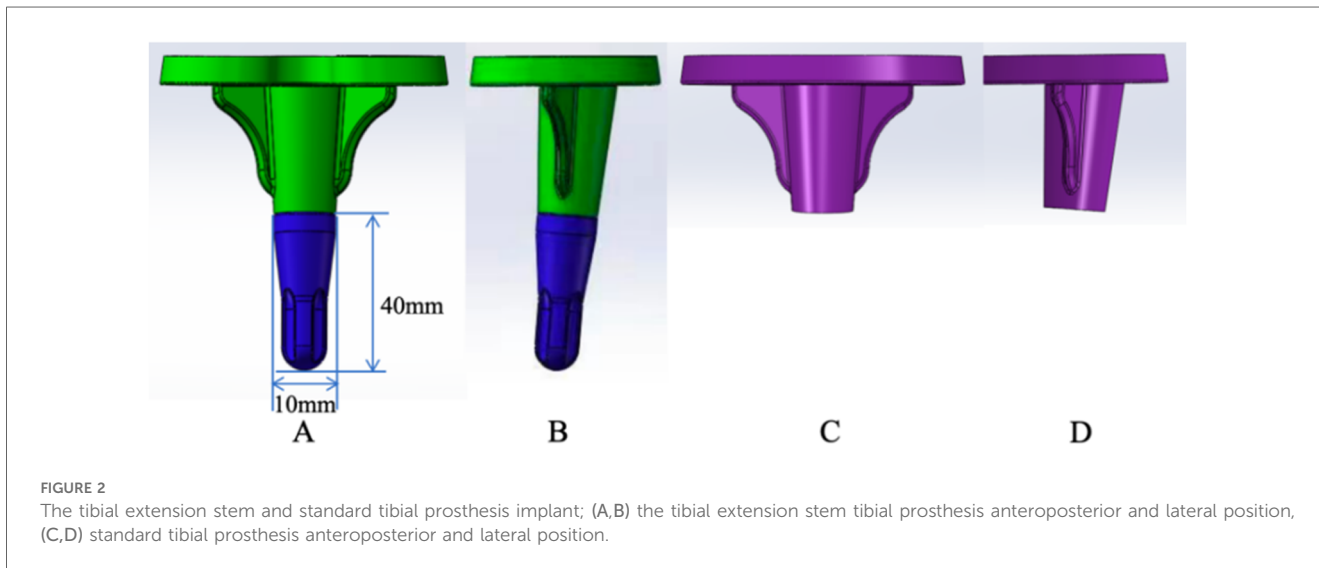 40mm
10mm
A B C D
FIGURE 2
The tibial extension stem and standard tibial prosthesis implant; (A,B) the tibial extension stem tibial prosthesis anteroposterior and lateral position,
(C,D) standard tibial prosthesis anteroposterior and lateral position.